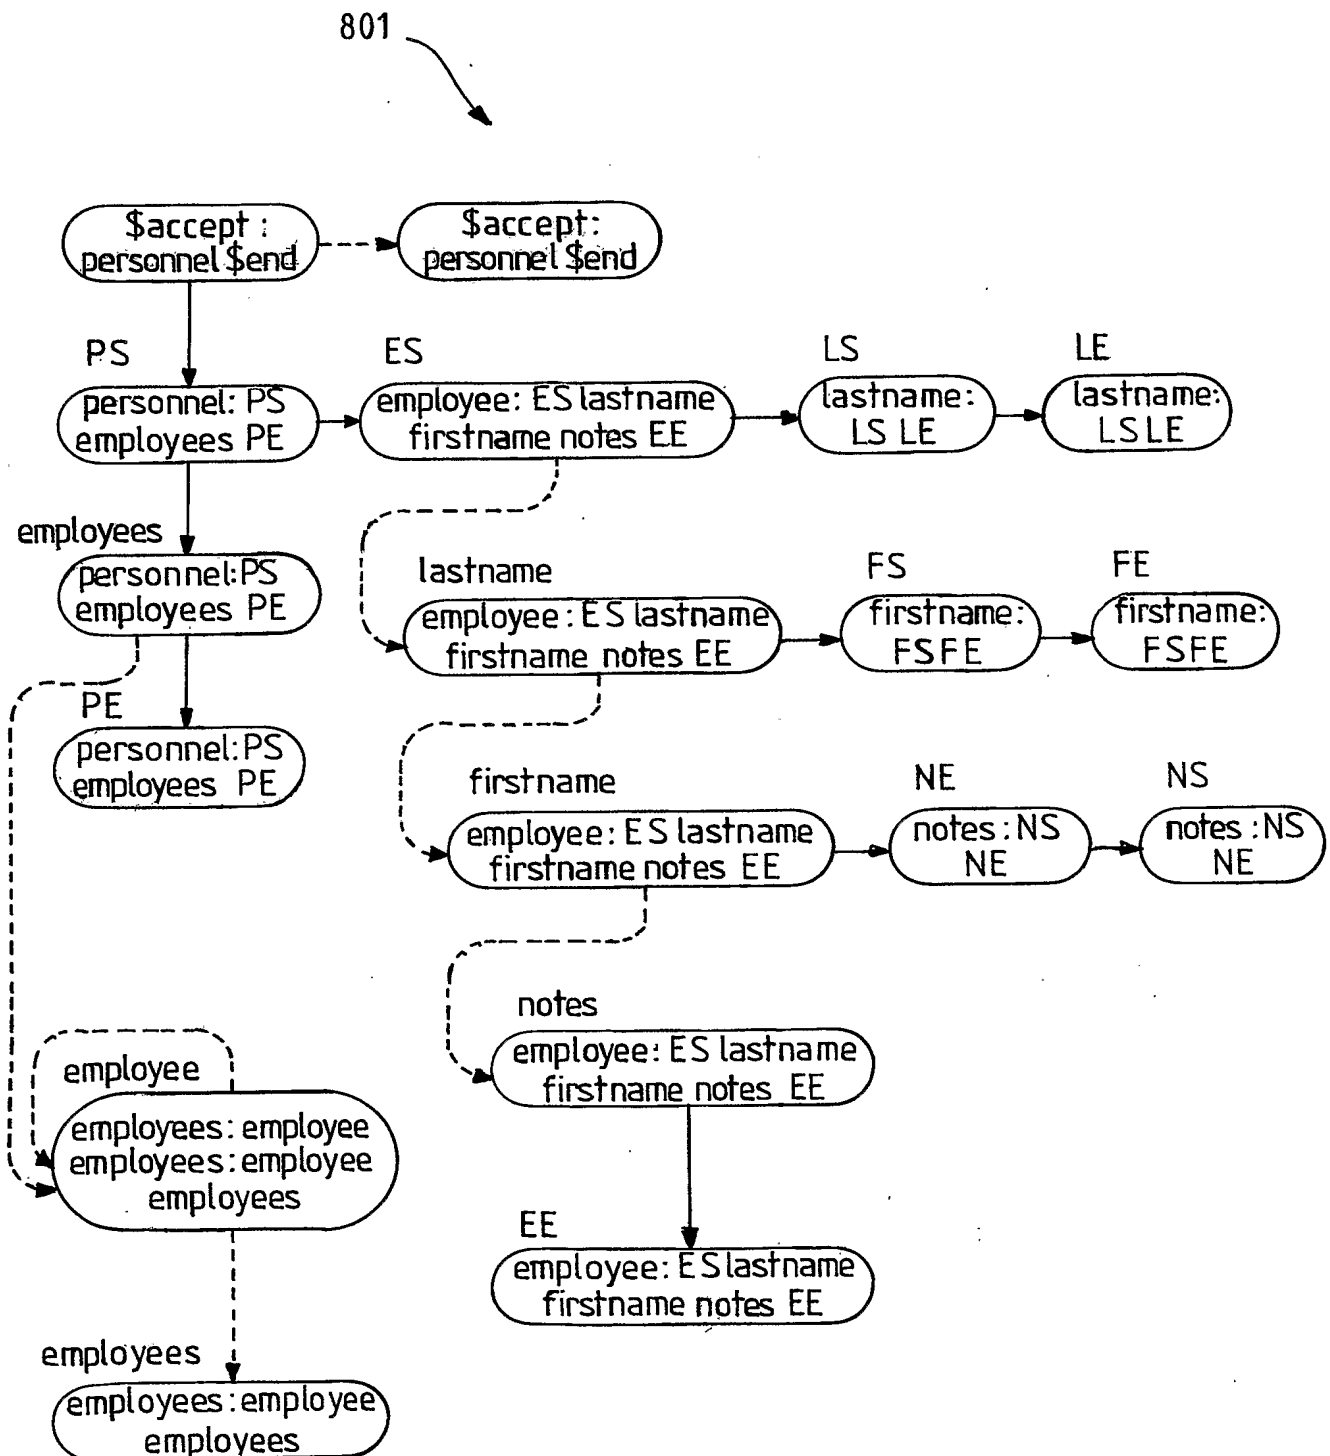 801
$accept :
personnel $end
$accept:
personnel $end
PS
personnel: PS
employees PE
ES
employee: ES lastname
firstname notes EE
LS
lastname:
LS LE
LE
lastname:
LS LE
employees
personnel:PS
employees PE
lastname
employee: ES lastname
firstname notes EE
FS
firstname:
FS FE
FE
firstname:
FS FE
PE
personnel:PS
employees PE
firstname
employee: ES lastname
firstname notes EE
NE
notes :NS
NE
NS
notes :NS
NE
notes
employee: ES lastname
firstname notes EE
employee
employees: employee
employees: employee
employees
EE
employee: ES lastname
firstname notes EE
employees
employees: employee
employees